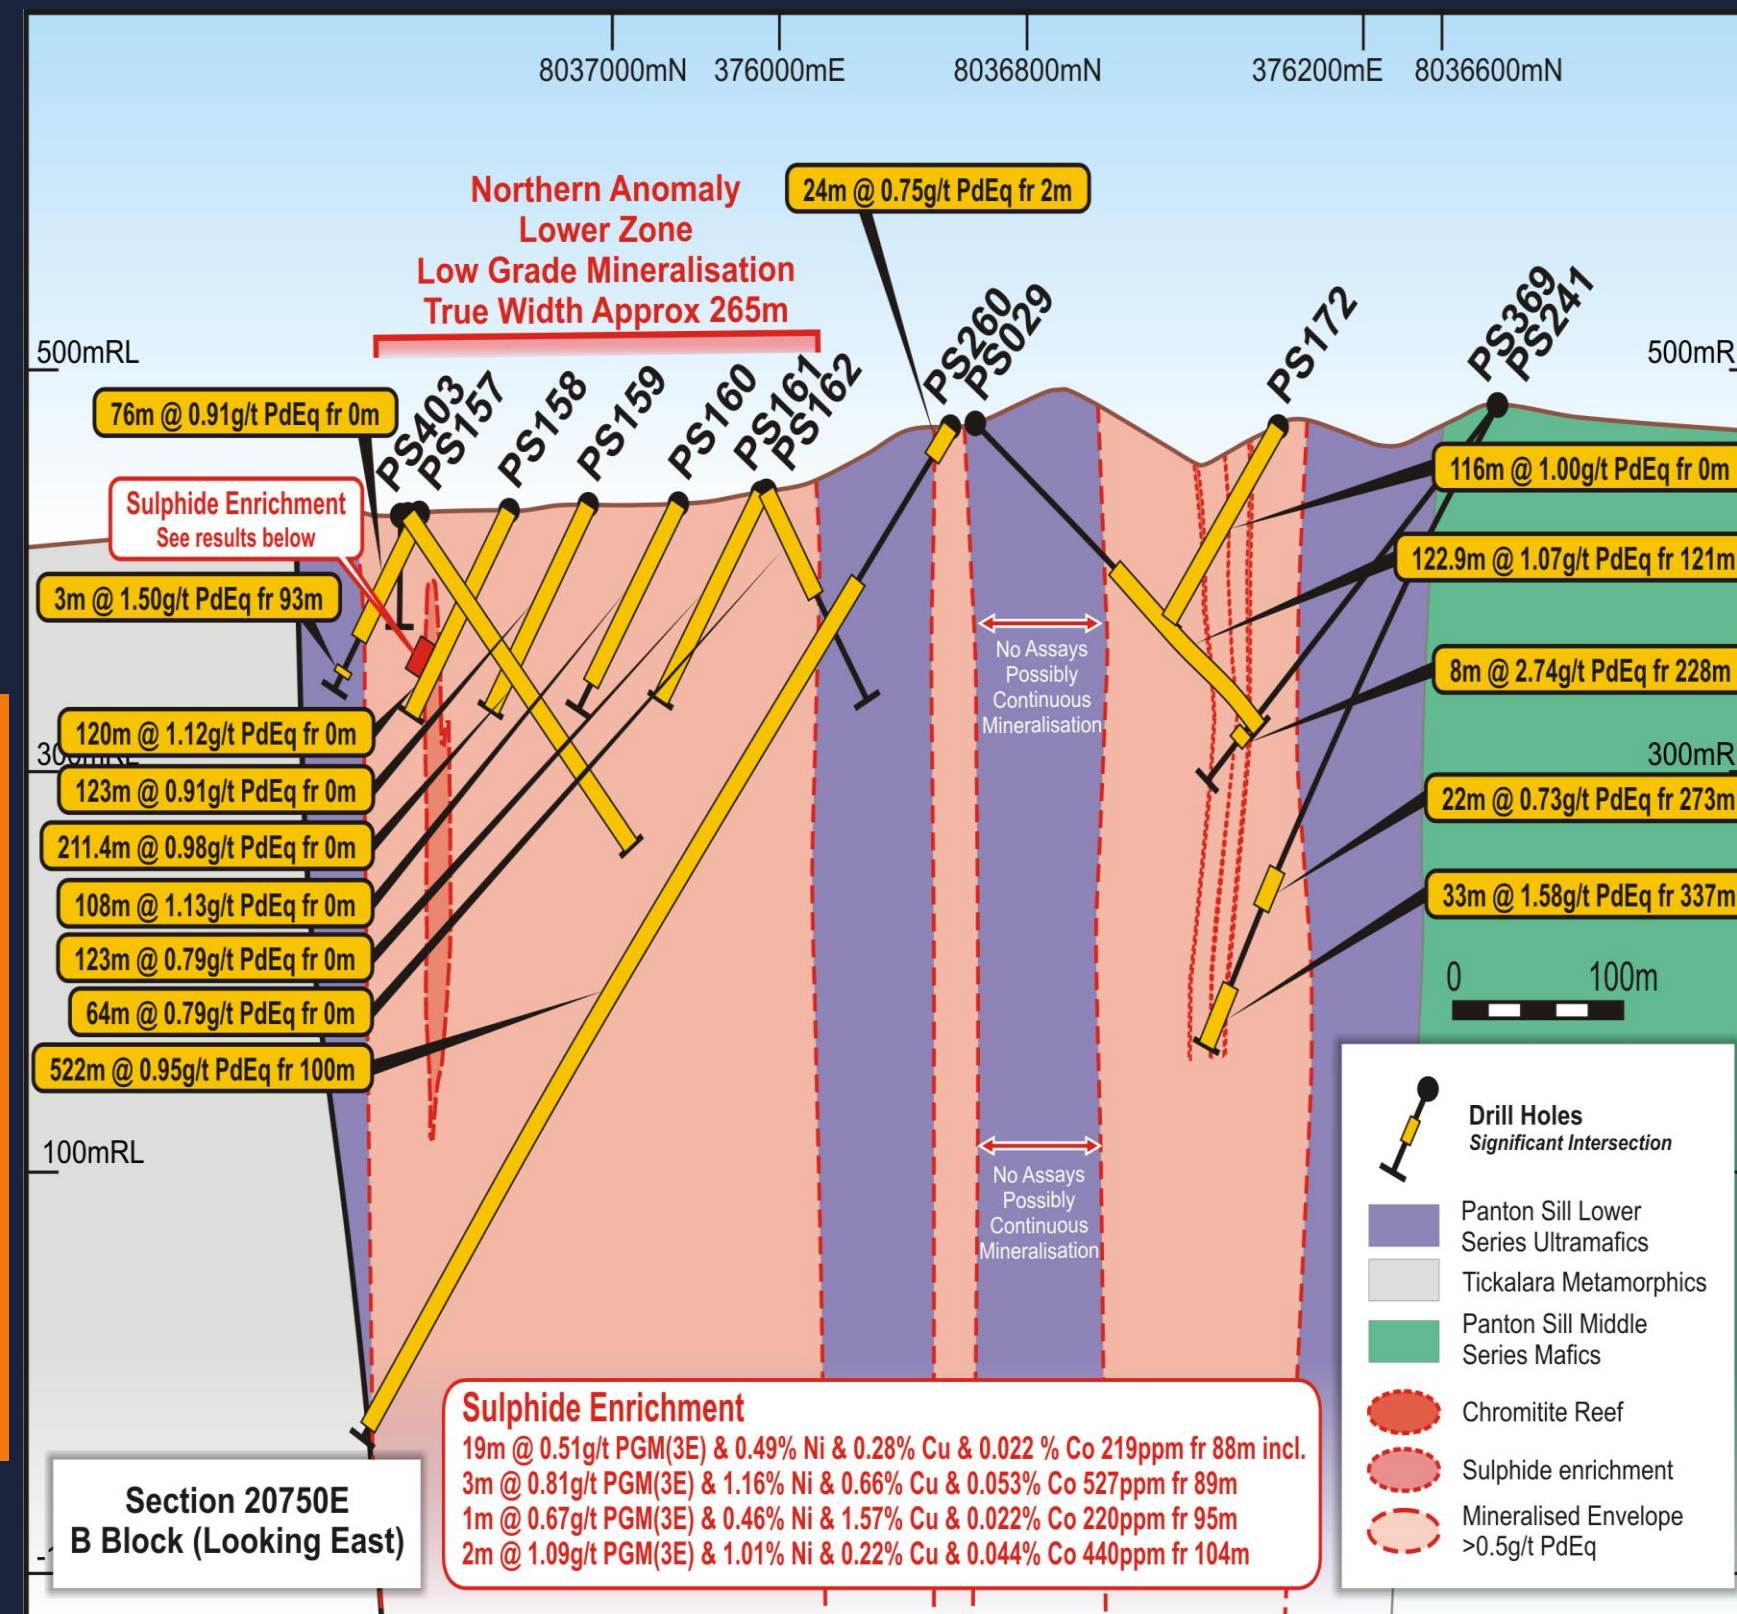 8037000mN 376000mE 8036800mN 376200mE 8036600mN
24m @ 0.75g/t PdEq fr 2m
Northern Anomaly
Lower Zone
Low Grade Mineralisation
True Width Approx 265m
500mRL
500mR
PS403
PS157
PS158
PS159
PS160
PS161
PS162
PS260
PS029
PS172
PS369
PS241
76m @ 0.91g/t PdEq fr 0m
Sulphide Enrichment
See results below
3m @ 1.50g/t PdEq fr 93m
120m @ 1.12g/t PdEq fr 0m
300mRL
123m @ 0.91g/t PdEq fr 0m
211.4m @ 0.98g/t PdEq fr 0m
108m @ 1.13g/t PdEq fr 0m
123m @ 0.79g/t PdEq fr 0m
64m @ 0.79g/t PdEq fr 0m
522m @ 0.95g/t PdEq fr 100m
100mRL
No Assays
Possibly
Continuous
Mineralisation
No Assays
Possibly
Continuous
Mineralisation
116m @ 1.00g/t PdEq fr 0m
122.9m @ 1.07g/t PdEq fr 121m
8m @ 2.74g/t PdEq fr 228m
300mR
22m @ 0.73g/t PdEq fr 273m
33m @ 1.58g/t PdEq fr 337m
0 100m
Drill Holes
Significant Intersection
Panton Sill Lower
Series Ultramafics
Tickalara Metamorphics
Panton Sill Middle
Series Mafics
Chromitite Reef
Sulphide enrichment
Mineralised Envelope
>0.5g/t PdEq
Sulphide Enrichment
19m @ 0.51g/t PGM(3E) & 0.49% Ni & 0.28% Cu & 0.022 % Co 219ppm fr 88m incl.
3m @ 0.81g/t PGM(3E) & 1.16% Ni & 0.66% Cu & 0.053% Co 527ppm fr 89m
1m @ 0.67g/t PGM(3E) & 0.46% Ni & 1.57% Cu & 0.022% Co 220ppm fr 95m
2m @ 1.09g/t PGM(3E) & 1.01% Ni & 0.22% Cu & 0.044% Co 440ppm fr 104m
Section 20750E
B Block (Looking East)